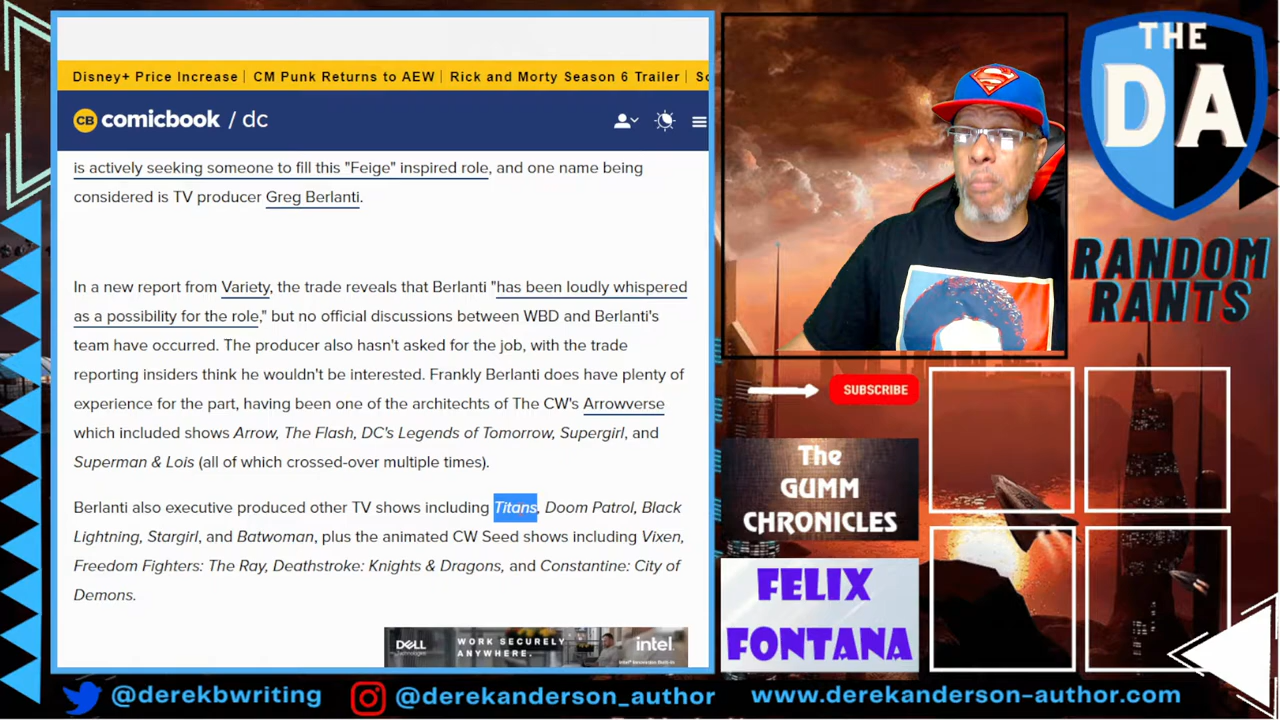 Disney+ Price Increase | CM Punk Returns to AEW | Rick and Morty Season 6 Trailer |
CB comicbook / dc
is actively seeking someone to fill this "Feige" inspired role, and one name being
considered is TV producer Greg Berlanti.
In a new report from Variety, the trade reveals that Berlanti "has been loudly whispered
as a possibility for the role," but no official discussions between WBD and Berlanti's
team have occurred. The producer also hasn't asked for the job, with the trade
reporting insiders think he wouldn't be interested. Frankly Berlanti does have plenty of
experience for the part, having been one of the architechts of The CW's Arrowverse
which included shows Arrow, The Flash, DC's Legends of Tomorrow, Supergirl, and
Superman & Lois (all of which crossed-over multiple times).
Berlanti also executive produced other TV shows including Titans, Doom Patrol, Black
Lightning, Stargirl, and Batwoman, plus the animated CW Seed shows including Vixen,
Freedom Fighters: The Ray, Deathstroke: Knights & Dragons, and Constantine: City of
Demons.
DELL
Technologies
WORK SECURELY
ANYWHERE.
intel
THE
DA
RANDOM
RANTS
SUBSCRIBE
The
GUMM
CHRONICLES
FELIX
FONTANA
@derekbwriting
@derekanderson_author
www.derekanderson-author.com